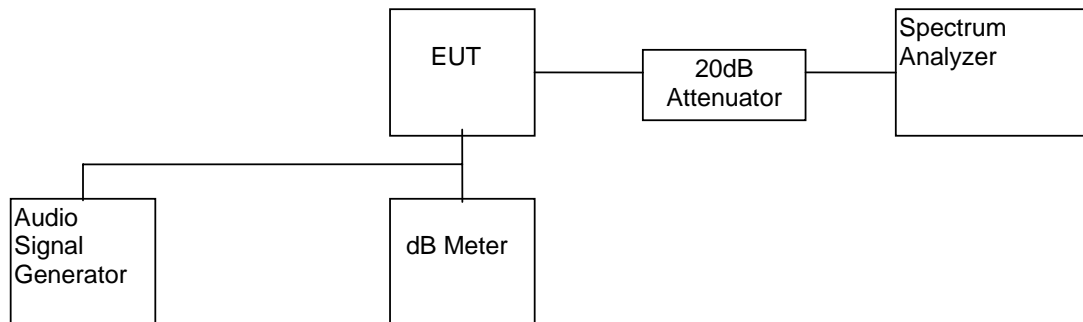 EUT
20dB
Attenuator
Spectrum
Analyzer
Audio
Signal
Generator
dB Meter